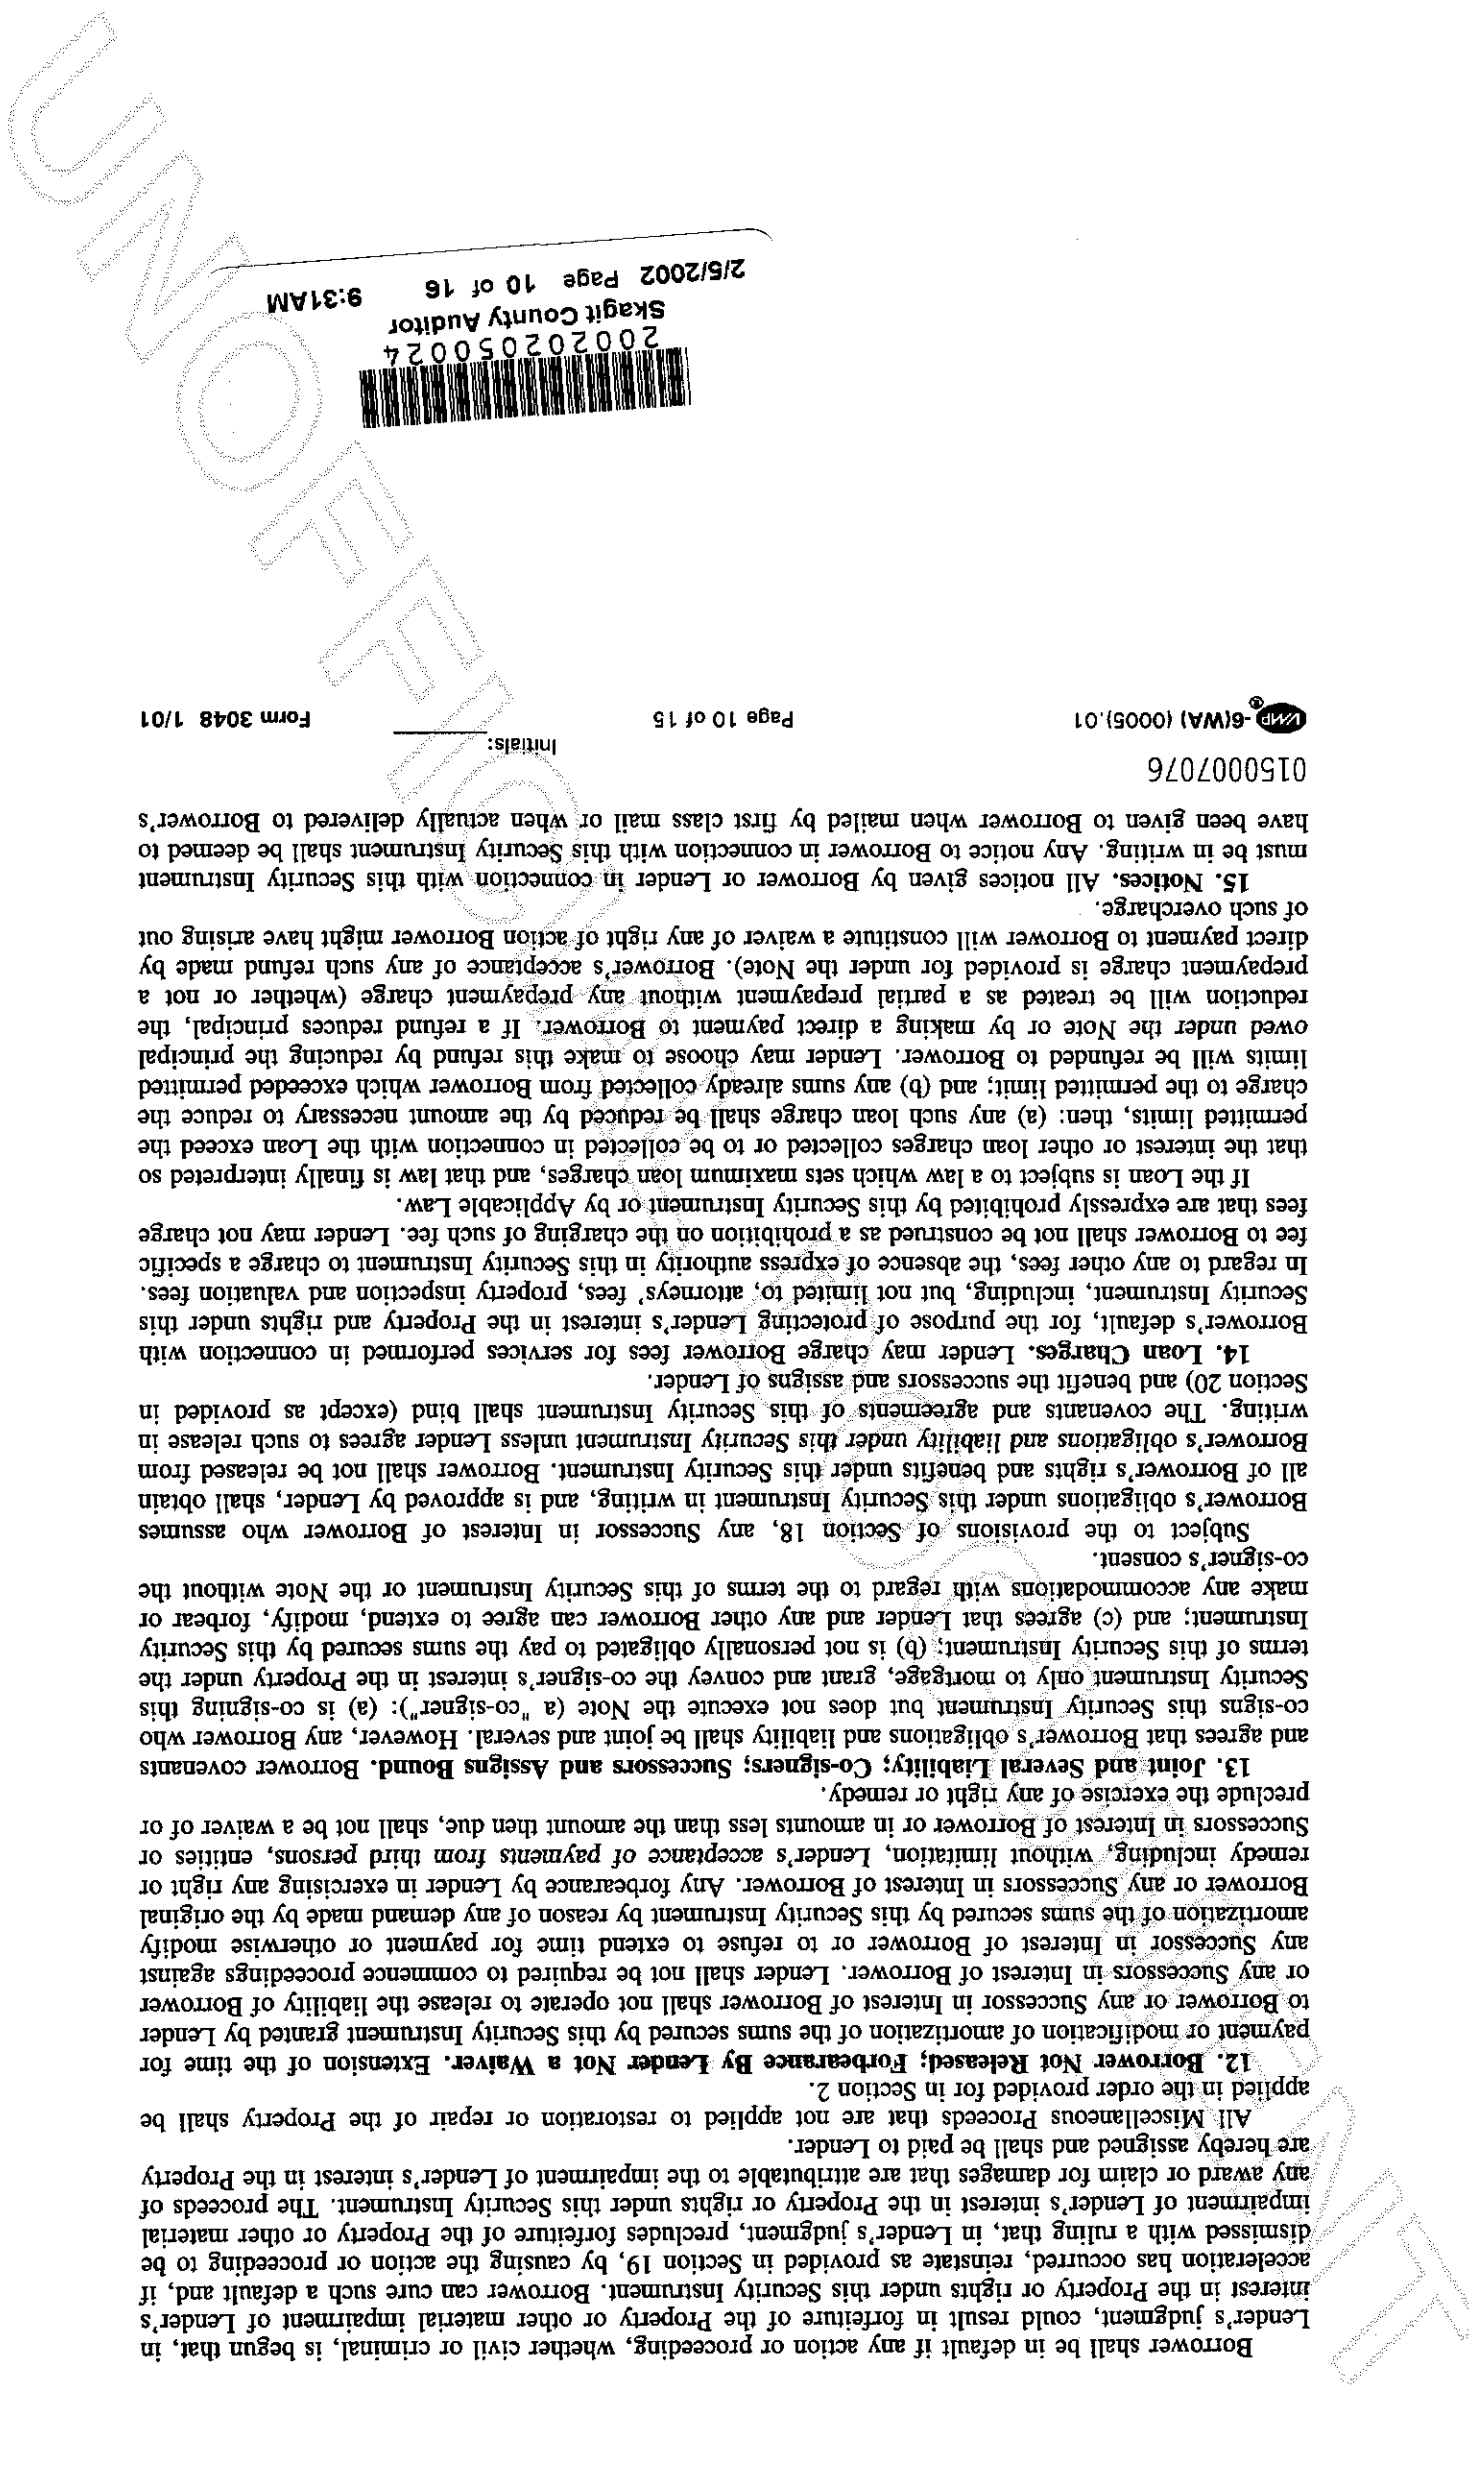 Borrower shall be in default if any action or proceeding, whether civil or criminal, is begun that, in
Lender's judgment, could result in forfeiture of the Property or other material impairment of Lender's
interest in the Property or rights under this Security Instrument. Borrower can cure such a default and, if
acceleration has occurred, reinstate as provided in Section 19, by causing the action or proceeding to be
dismissed with a ruling that, in Lender's judgment, precludes forfeiture of the Property or other material
impairment of Lender's interest in the Property or rights under this Security Instrument. The proceeds of
any award or claim for damages that are attributable to the impairment of Lender's interest in the Property
are hereby assigned and shall be paid to Lender.
All Miscellaneous Proceeds that are not applied to restoration or repair of the Property shall be
applied in the order provided for in Section 2.
12. Borrower Not Released; Forbearance By Lender Not a Waiver. Extension of the time for
payment or modification of amortization of the sums secured by this Security Instrument granted by Lender
to Borrower or any Successor in Interest of Borrower shall not operate to release the liability of Borrower
or any Successors in Interest of Borrower. Lender shall not be required to commence proceedings against
any Successor in Interest of Borrower or to refuse to extend time for payment or otherwise modify
amortization of the sums secured by this Security Instrument by reason of any demand made by the original
Borrower or any Successors in Interest of Borrower. Any forbearance by Lender in exercising any right or
remedy including, without limitation, Lender's acceptance of payments from third persons, entities or
Successors in Interest of Borrower or in amounts less than the amount then due, shall not be a waiver of or
preclude the exercise of any right or remedy.
13. Joint and Several Liability; Co-signers; Successors and Assigns Bound. Borrower covenants
and agrees that Borrower's obligations and liability shall be joint and several. However, any Borrower who
co-signs this Security Instrument but does not execute the Note (a "co-signer"): (a) is co-signing this
Security Instrument only to mortgage, grant and convey the co-signer's interest in the Property under the
terms of this Security Instrument; (b) is not personally obligated to pay the sums secured by this Security
Instrument; and (c) agrees that Lender and any other Borrower can agree to extend, modify, forbear or
make any accommodations with regard to the terms of this Security Instrument or the Note without the
co-signer's consent.
Subject to the provisions of Section 18, any Successor in Interest of Borrower who assumes
Borrower's obligations under this Security Instrument in writing, and is approved by Lender, shall obtain
all of Borrower's rights and benefits under this Security Instrument. Borrower shall not be released from
Borrower's obligations and liability under this Security Instrument unless Lender agrees to such release in
writing. The covenants and agreements of this Security Instrument shall bind (except as provided in
Section 20) and benefit the successors and assigns of Lender.
14. Loan Charges. Lender may charge Borrower fees for services performed in connection with
Borrower's default, for the purpose of protecting Lender's interest in the Property and rights under this
Security Instrument, including, but not limited to, attorneys' fees, property inspection and valuation fees.
In regard to any other fees, the absence of express authority in this Security Instrument to charge a specific
fee to Borrower shall not be construed as a prohibition on the charging of such fee. Lender may not charge
fees that are expressly prohibited by this Security Instrument or by Applicable Law.
If the Loan is subject to a law which sets maximum loan charges, and that law is finally interpreted so
that the interest or other loan charges collected or to be collected in connection with the Loan exceed the
permitted limits, then: (a) any such loan charge shall be reduced by the amount necessary to reduce the
charge to the permitted limit; and (b) any sums already collected from Borrower which exceeded permitted
limits will be refunded to Borrower. Lender may choose to make this refund by reducing the principal
owed under the Note or by making a direct payment to Borrower. If a refund reduces principal, the
reduction will be treated as a partial prepayment without any prepayment charge (whether or not a
prepayment charge is provided for under the Note). Borrower's acceptance of any such refund made by
direct payment to Borrower will constitute a waiver of any right of action Borrower might have arising out
of such overcharge.
15. Notices. All notices given by Borrower or Lender in connection with this Security Instrument
must be in writing. Any notice to Borrower in connection with this Security Instrument shall be deemed to
have been given to Borrower when mailed by first class mail or when actually delivered to Borrower's
0150007076
Initials:
VMP®-6(WA) (0005).01 Page 10 of 15 Form 3048 1/01
200202050024
Skagit County Auditor
2/5/2002 Page 10 of 16 9:31AM
UNOFFICIAL DOCUMENT